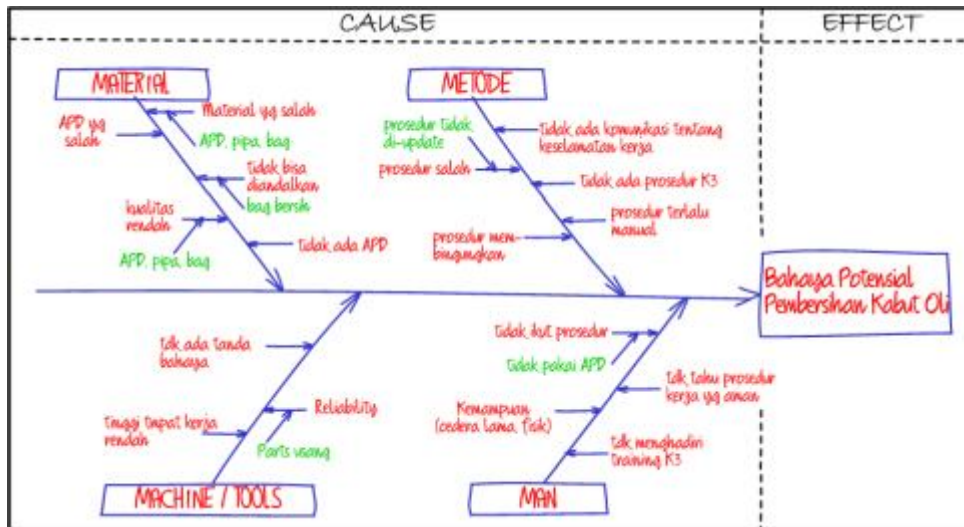 CAUSE
EFFECT
MATERIAL
Material yg salah
APD yg
salah
APD, pipa, bag
tidak bisa
diandalkan
bag bersih
kualitas
rendah
APD, pipa, bag
tidak ada APD
METODE
prosedur tidak
di-update
tidak ada komunikasi tentang
keselamatan kerja
prosedur salah
tidak ada prosedur K3
prosedur terlalu
manual
prosedur mem-
bingungkan
Bahaya Potensial
Pembersihan Kabut Oli
tdk ada tanda
bahaya
Reliability
tinggi tmpat kerja
rendah
Parts usang
MACHINE / TOOLS
tidak ikut prosedur
tidak pakai APD
tdk tahu prosedur
kerja yg aman
Kemampuan
(cedera lama, fisik)
tdk menghadiri
training K3
MAN